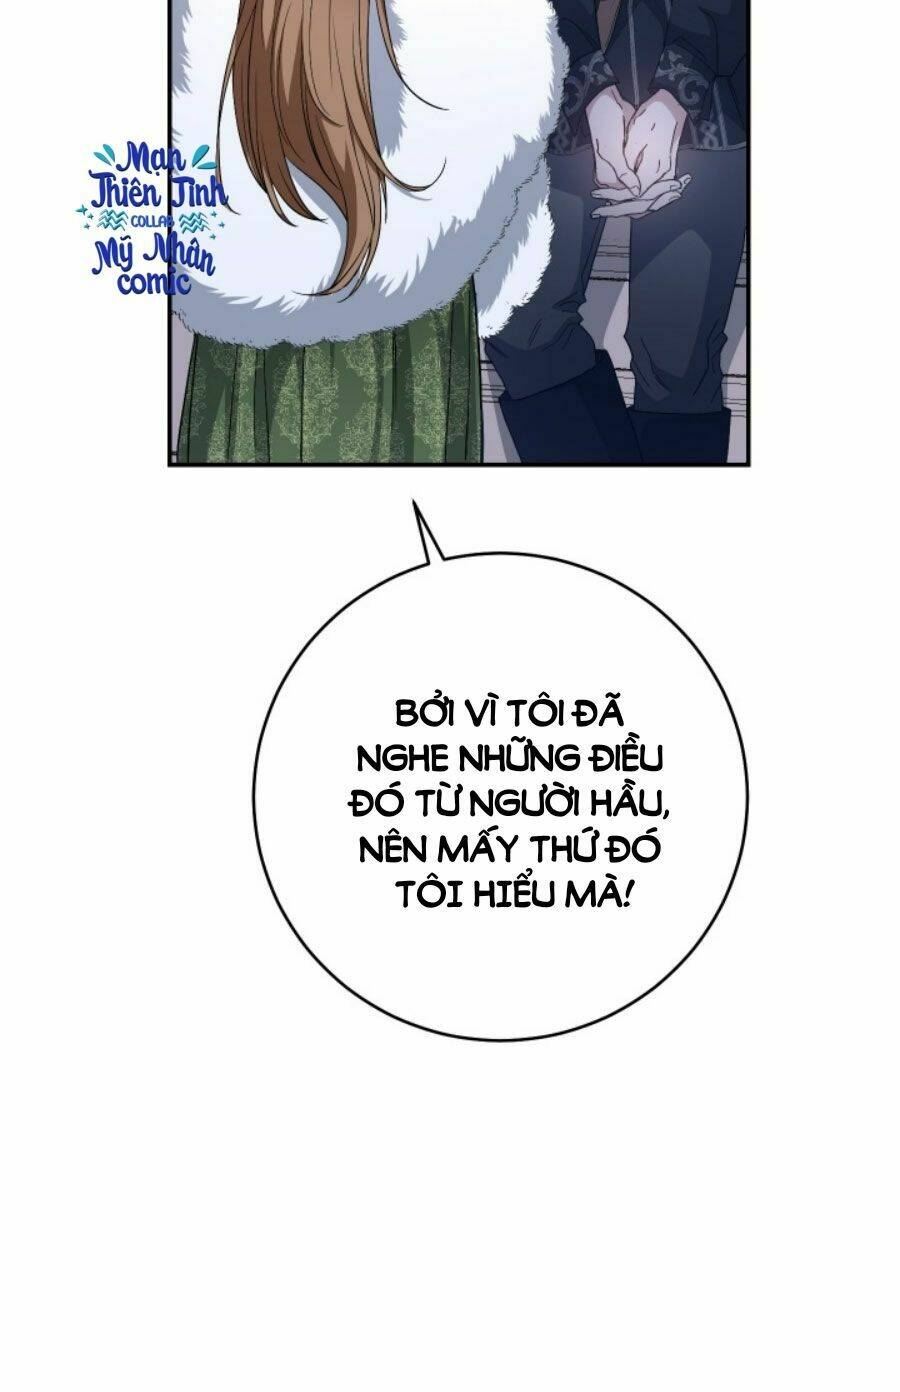 Mạn
Thiên Tình
COLLAB
Mỹ Nhân
comic
BỞI VÌ TÔI ĐÃ
NGHE NHỮNG ĐIỀU
ĐÓ TỪ NGƯỜI HẦU,
NÊN MẤY THỨ ĐÓ
TÔI HIỂU MÀ!